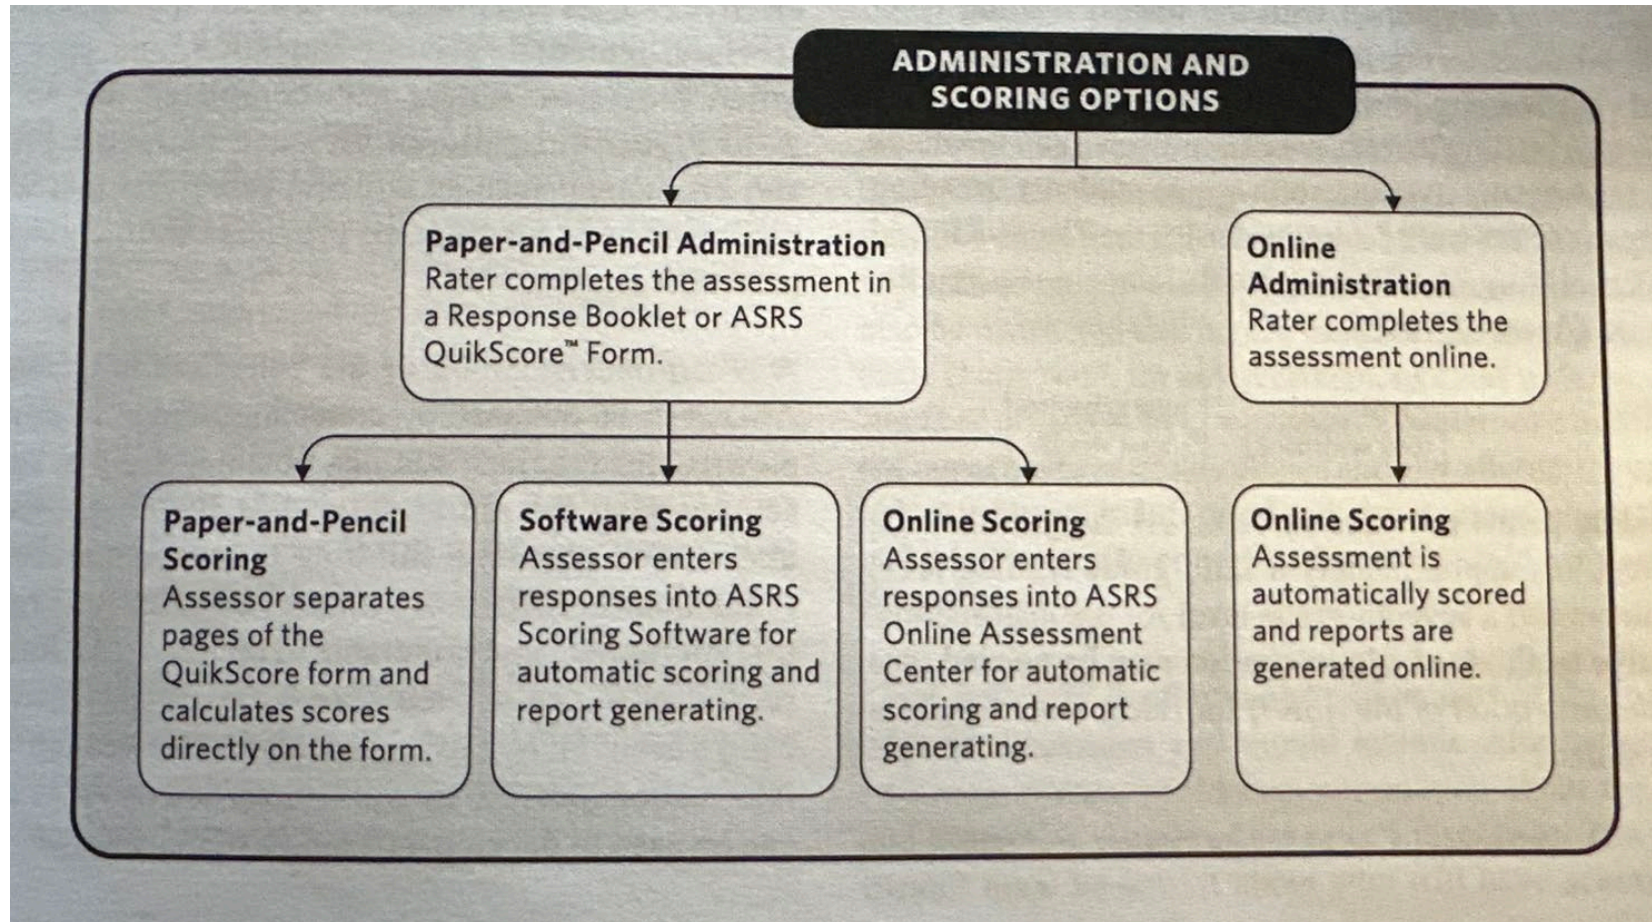 ADMINISTRATION AND
SCORING OPTIONS
Paper-and-Pencil Administration
Rater completes the assessment in
a Response Booklet or ASRS
QuikScore™ Form.
Online
Administration
Rater completes the
assessment online.
Paper-and-Pencil
Scoring
Assessor separates
pages of the
QuikScore form and
calculates scores
directly on the form.
Software Scoring
Assessor enters
responses into ASRS
Scoring Software for
automatic scoring and
report generating.
Online Scoring
Assessor enters
responses into ASRS
Online Assessment
Center for automatic
scoring and report
generating.
Online Scoring
Assessment is
automatically scored
and reports are
generated online.